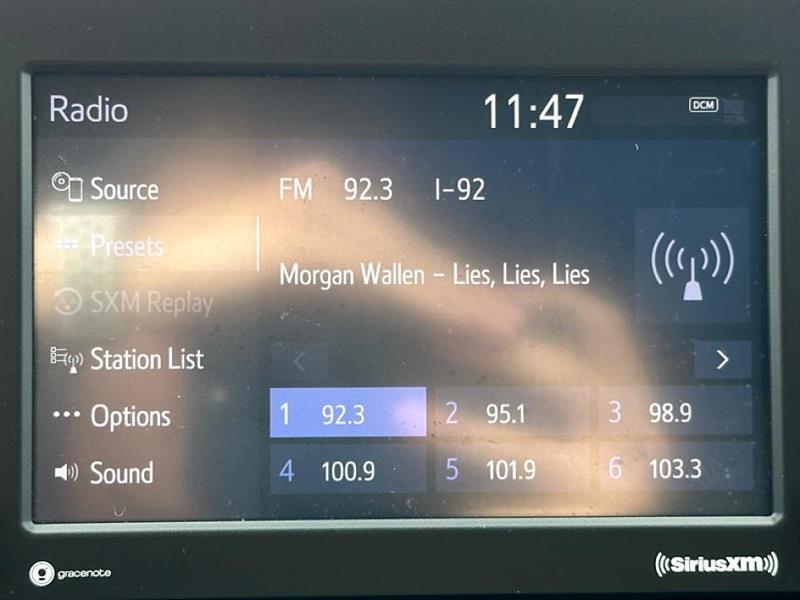 Radio 11:47 DCM
Source FM 92.3 I-92
Presets
Morgan Wallen - Lies, Lies, Lies
SXM Replay
Station List
Options 1 92.3 2 95.1 3 98.9
Sound 4 100.9 5 101.9 6 103.3
gracenote SiriusXM